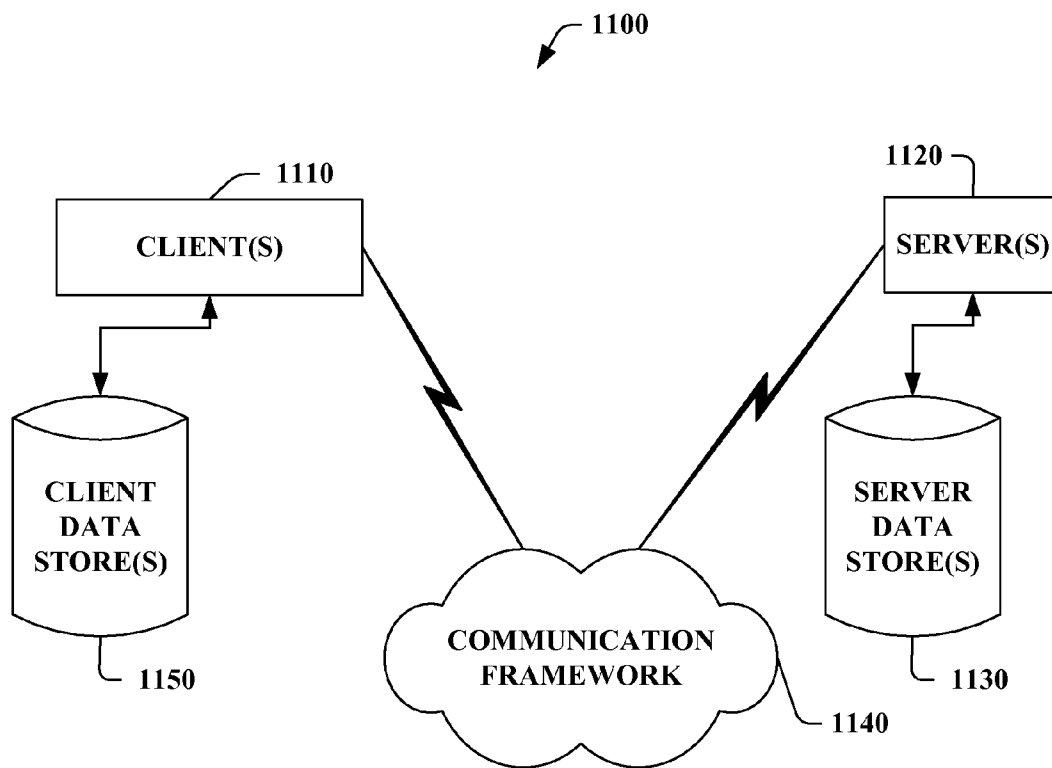 1100
1110
1120
CLIENT(S)
SERVER(S)
CLIENT
DATA
STORE(S)
SERVER
DATA
STORE(S)
COMMUNICATION
FRAMEWORK
1150
1130
1140